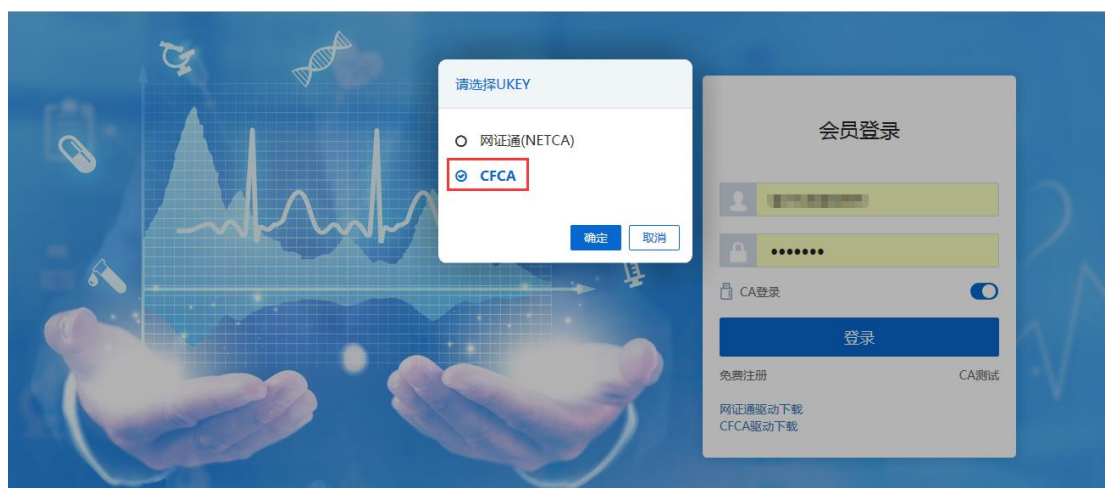 请选择UKEY
网证通(NETCA)
CFCA
确定 取消
会员登录
•••••••
CA登录
登录
免费注册 CA测试
网证通驱动下载
CFCA驱动下载